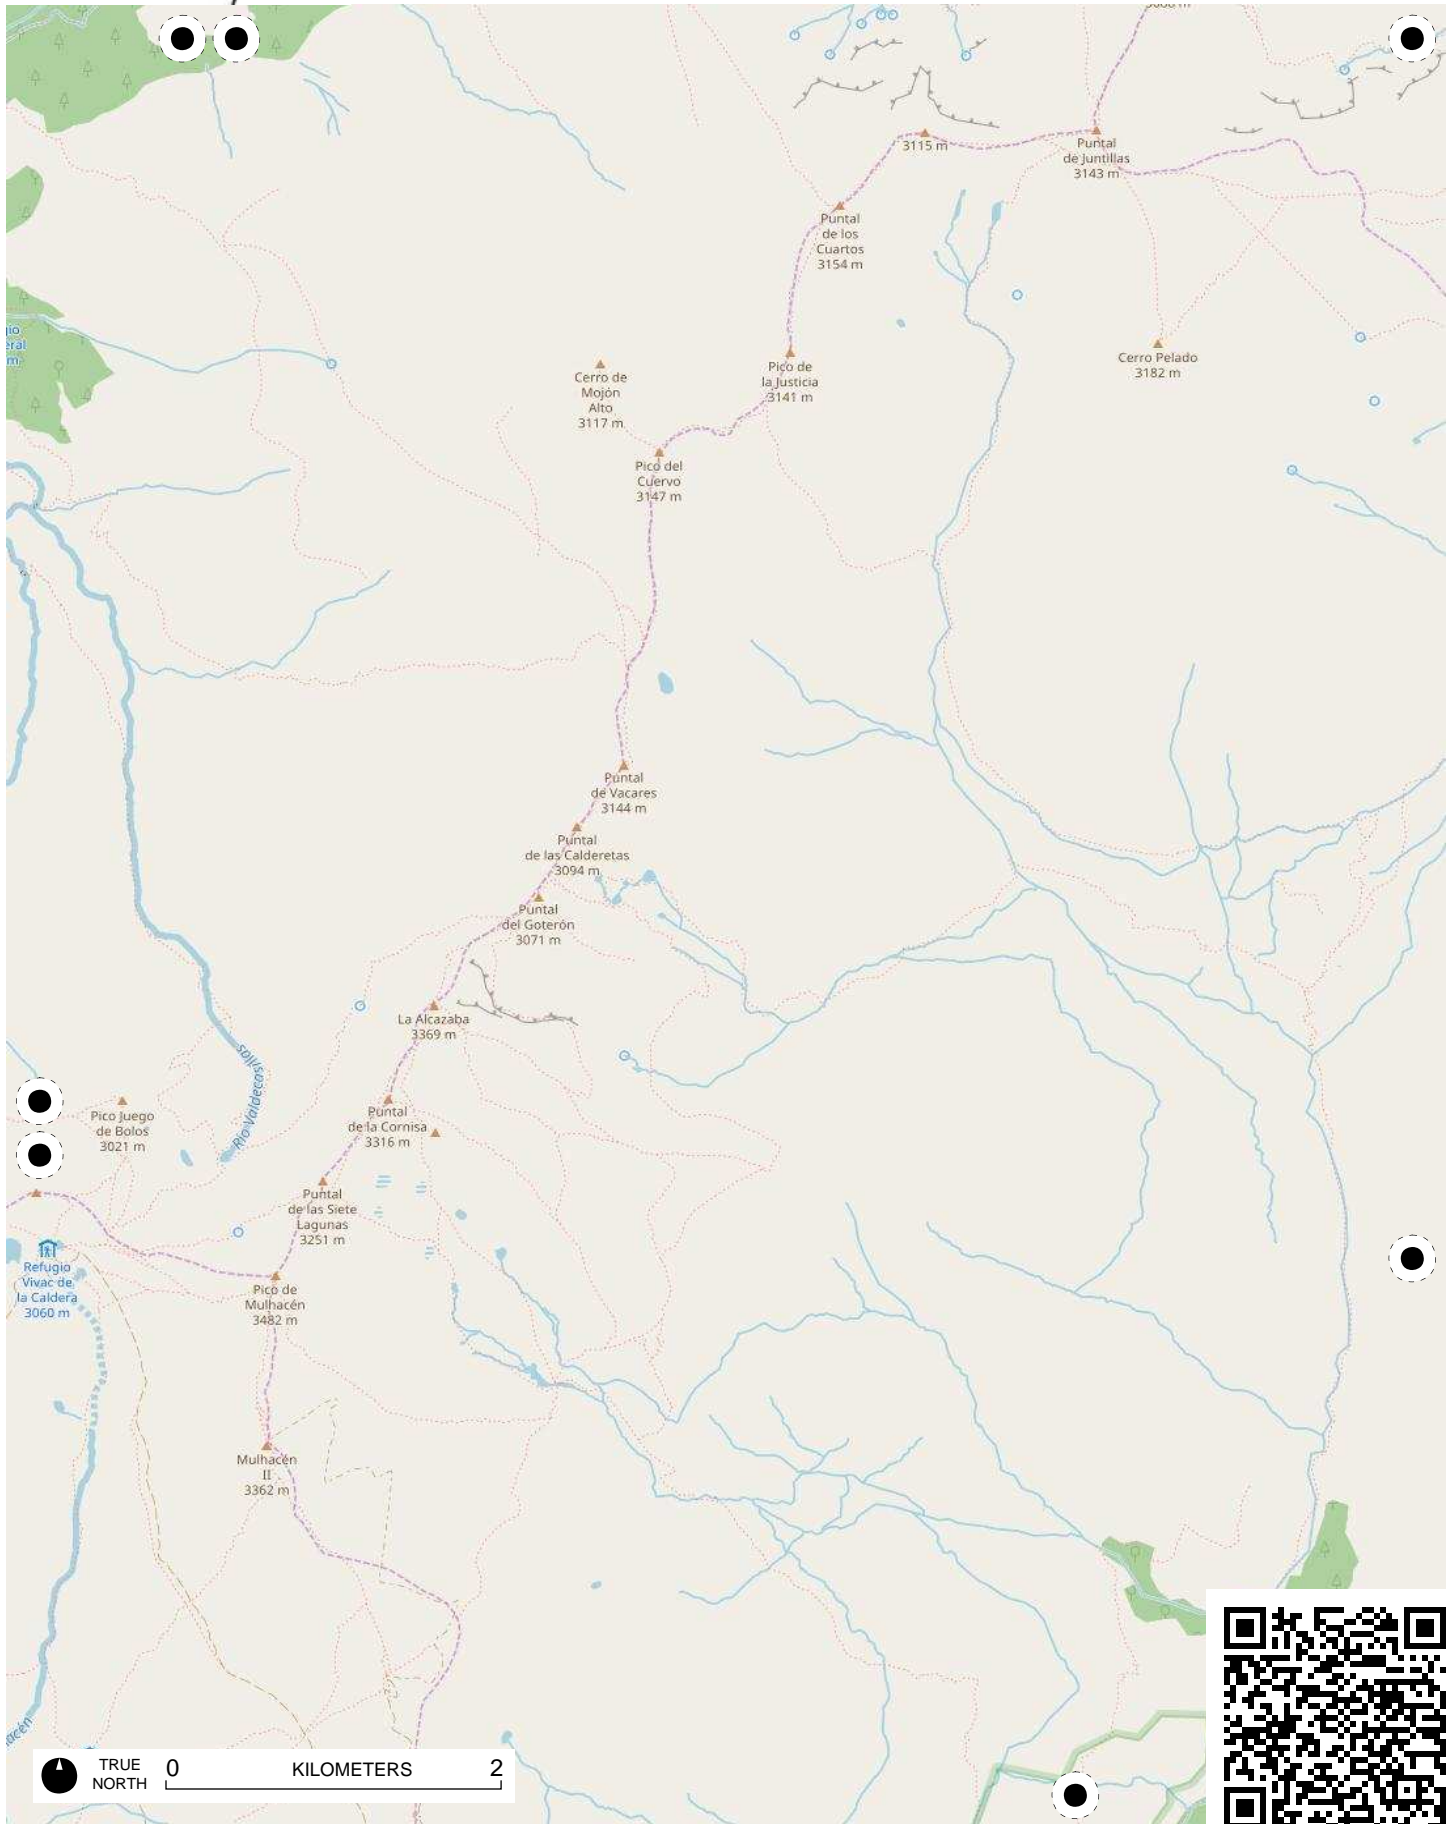 3115 m
Puntal
de Juntillas
3143 m
Puntal
de los
Cuartos
3154 m
Cerro Pelado
3182 m
Pico de
la Justicia
3141 m
Cerro de
Mojón
Alto
3117 m
Pico del
Cuervo
3147 m
Puntal
de Vacares
3144 m
Puntal
de las Calderetas
3094 m
Puntal
del Goterón
3071 m
La Alcazaba
3369 m
Río Valdecasillas
Pico Juego
de Bolos
3021 m
Puntal
de la Cornisa
3316 m
Puntal
de las Siete
Lagunas
3251 m
Refugio
Vivac de
la Caldera
3060 m
Pico de
Mulhacén
3482 m
Mulhacén
II
3362 m
TRUE
NORTH
0 KILOMETERS 2